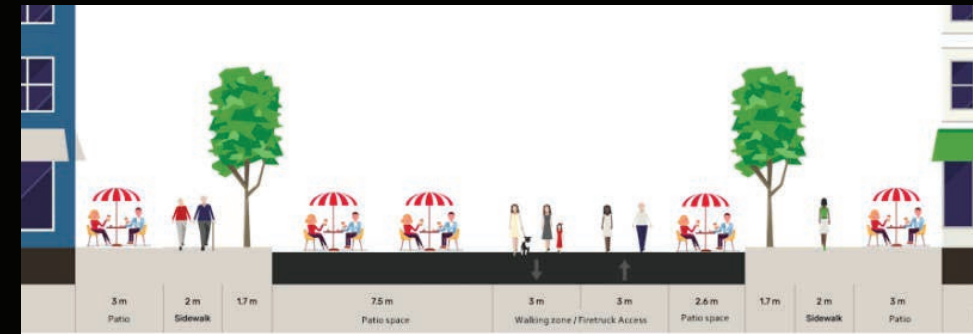 3 m 2 m 1.7 m 7.5 m 3 m 3 m 2.6 m 1.7 m 2 m 3 m
Patio Sidewalk Patio space Walking zone / Firetruck Access Patio space Sidewalk Patio